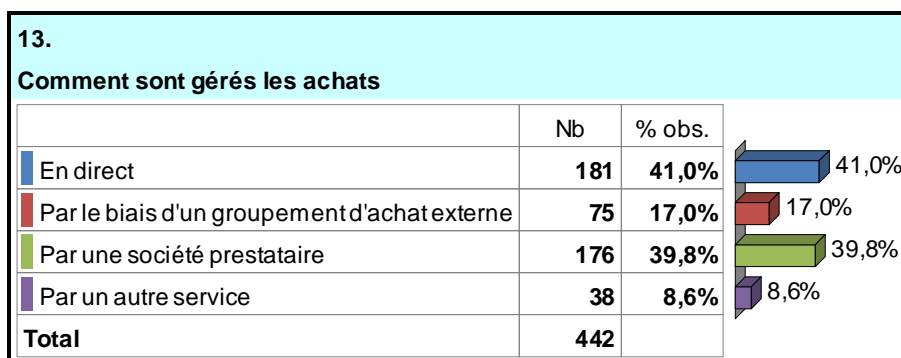 13.
Comment sont gérés les achats
Nb % obs.
En direct 181 41,0% 41,0%
Par le biais d'un groupement d'achat externe 75 17,0% 17,0%
Par une société prestataire 176 39,8% 39,8%
Par un autre service 38 8,6% 8,6%
Total 442